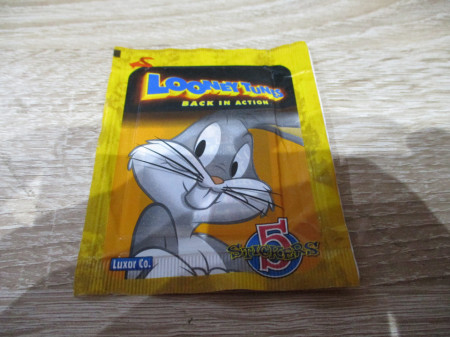 LOONEY TUNES
BACK IN ACTION
5
STICKERS
Luxor Co.